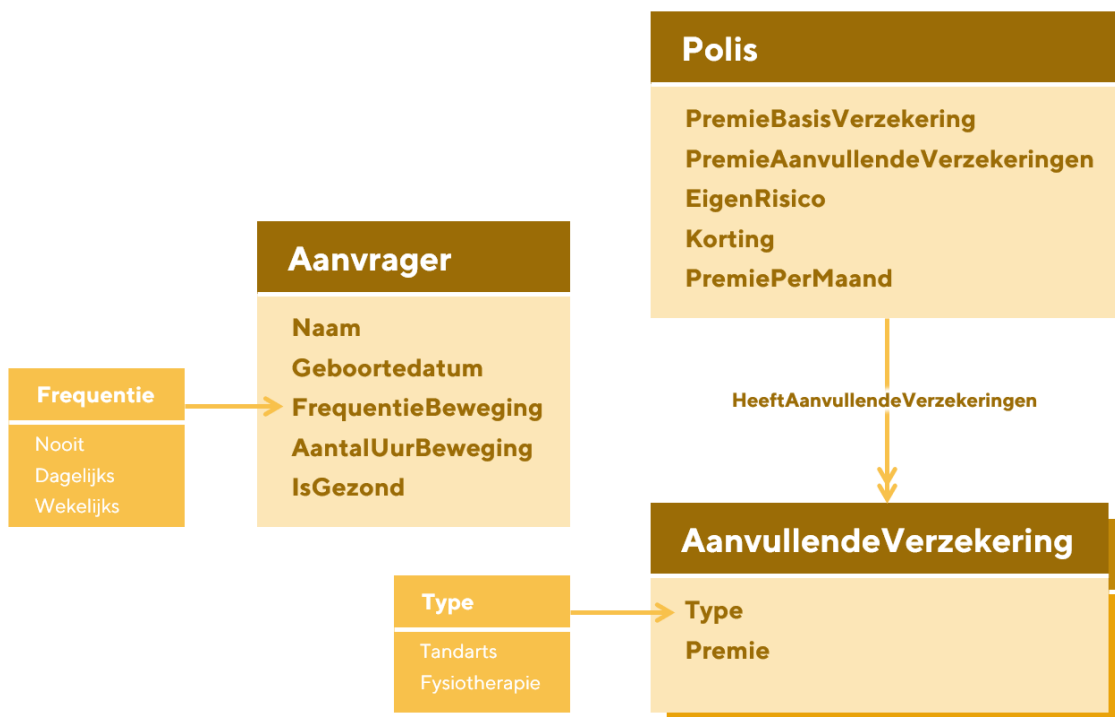 Polis
PremieBasisVerzekering
PremieAanvullendeVerzekeringen
EigenRisico
Korting
PremiePerMaand
Aanvrager
Naam
Geboortedatum
FrequentieBeweging
AantalUurBeweging
IsGezond
Frequentie
Nooit
Dagelijks
Wekelijks
HeeftAanvullendeVerzekeringen
AanvullendeVerzekering
Type
Premie
Type
Tandarts
Fysiotherapie